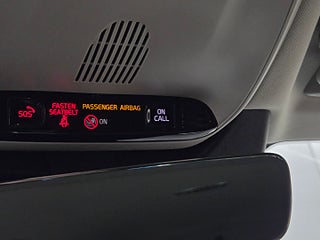 FASTEN
SEATBELT
PASSENGER AIRBAG
ON
CALL
SOS
ON